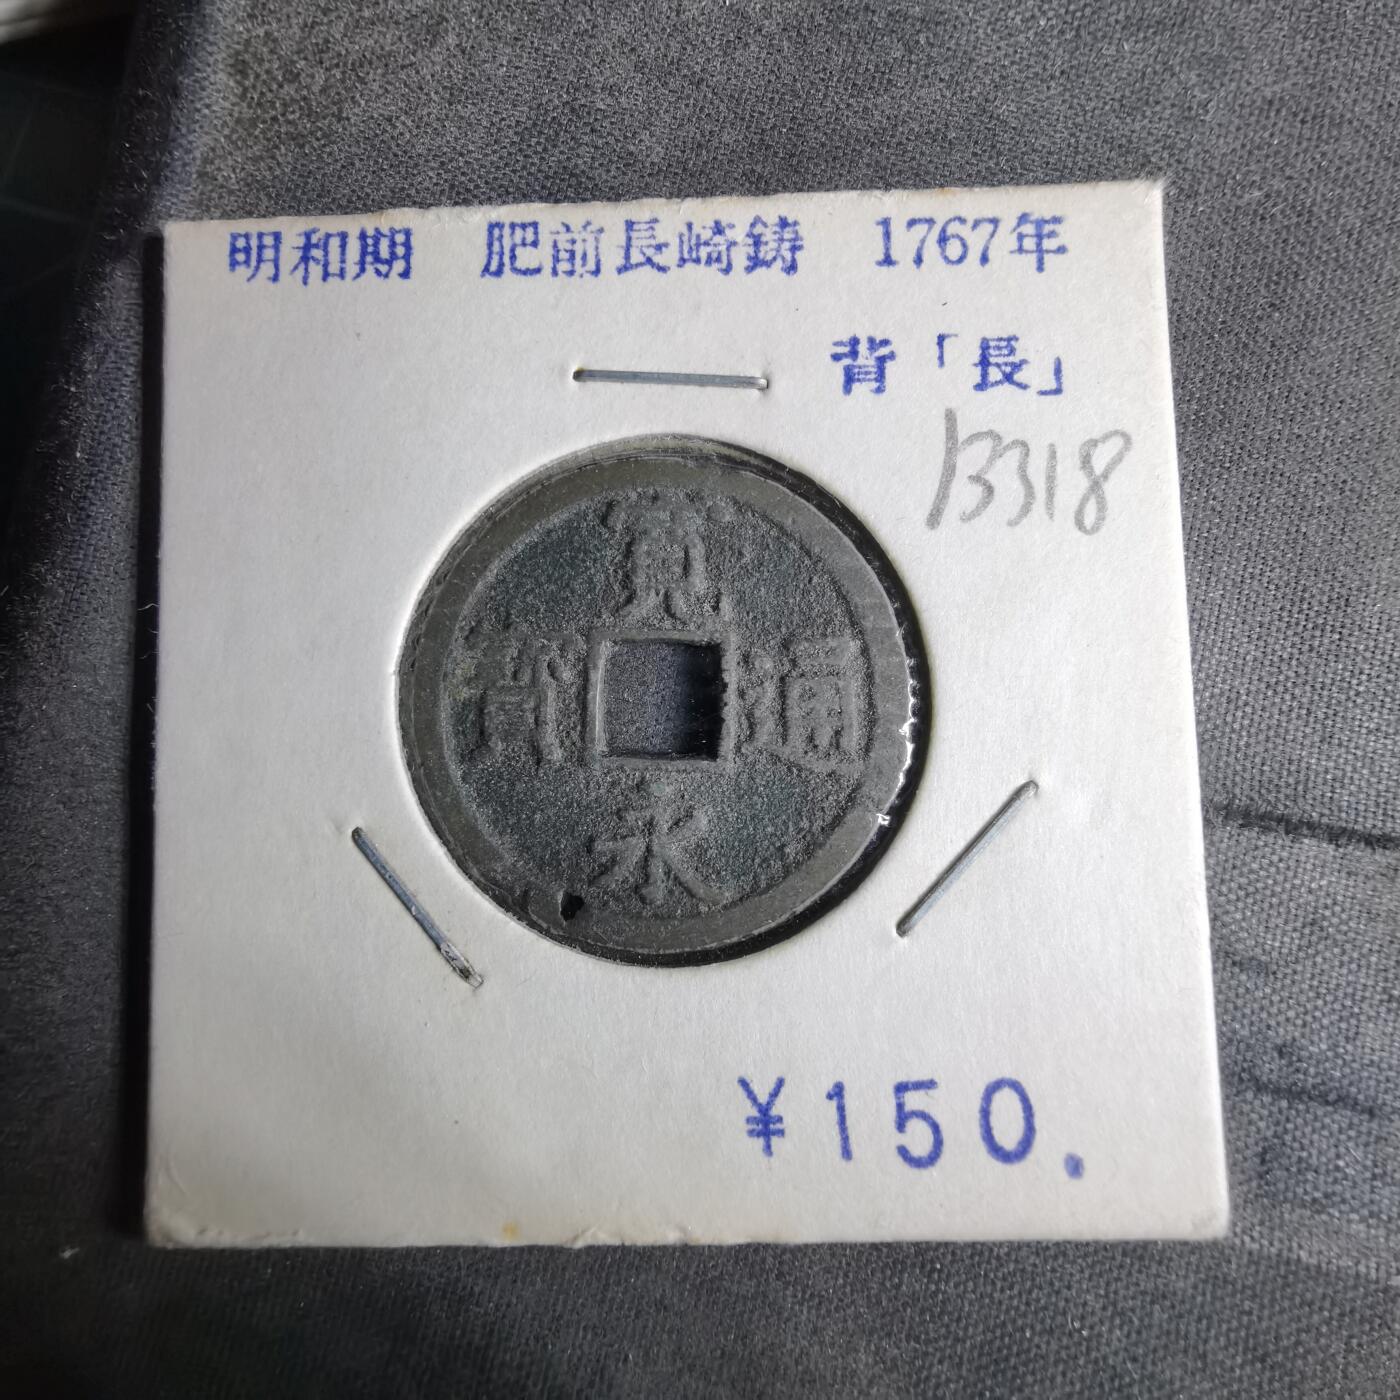 明和期 肥前長崎鋳 1767年
背「長」
13318
寛永通寳
¥150.